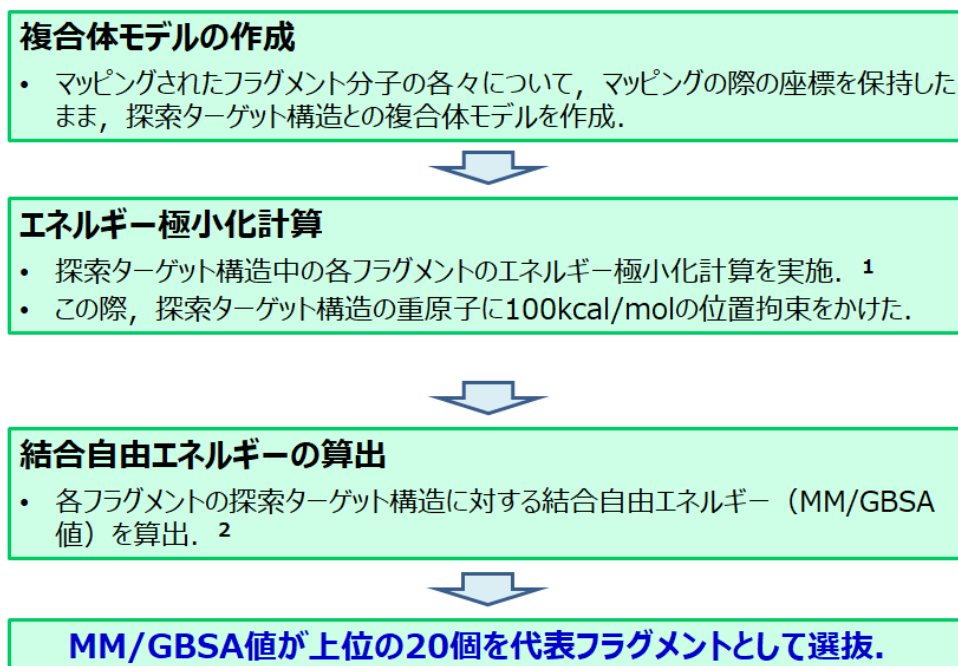 複合体モデルの作成
• マッピングされたフラグメント分子の各々について，マッピングの際の座標を保持した
まま，探索ターゲット構造との複合体モデルを作成．
エネルギー極小化計算
• 探索ターゲット構造中の各フラグメントのエネルギー極小化計算を実施． 1
• この際，探索ターゲット構造の重原子に100kcal/molの位置拘束をかけた．
結合自由エネルギーの算出
• 各フラグメントの探索ターゲット構造に対する結合自由エネルギー（MM/GBSA
値）を算出． 2
MM/GBSA値が上位の20個を代表フラグメントとして選抜．